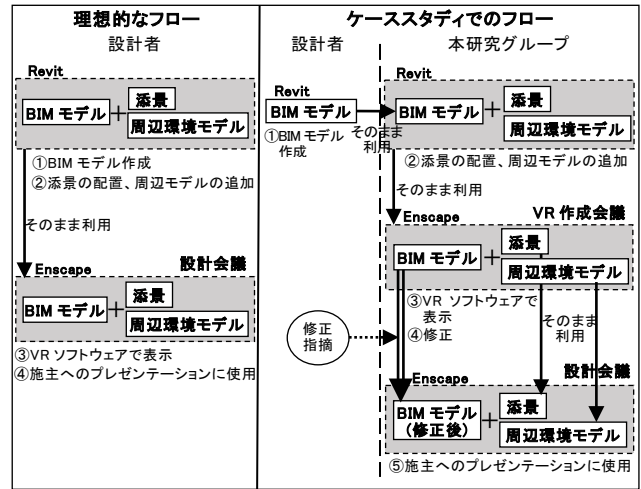 理想的なフロー
設計者
Revit
BIM モデル
+
添景
周辺環境モデル
①BIM モデル作成
②添景の配置、周辺モデルの追加
そのまま利用
Enscape
設計会議
BIM モデル
+
添景
周辺環境モデル
③VR ソフトウェアで表示
④施主へのプレゼンテーションに使用
ケーススタディでのフロー
設計者
本研究グループ
Revit
BIM モデル
①BIM モデル
作成
そのまま
利用
Revit
BIM モデル
+
添景
周辺環境モデル
②添景の配置、周辺モデルの追加
そのまま利用
Enscape
VR 作成会議
BIM モデル
+
添景
周辺環境モデル
③VR ソフトウェアで
表示
④修正
修正
指摘
そのまま
利用
Enscape
設計会議
BIM モデル
(修正後)
+
添景
周辺環境モデル
⑤施主へのプレゼンテーションに使用